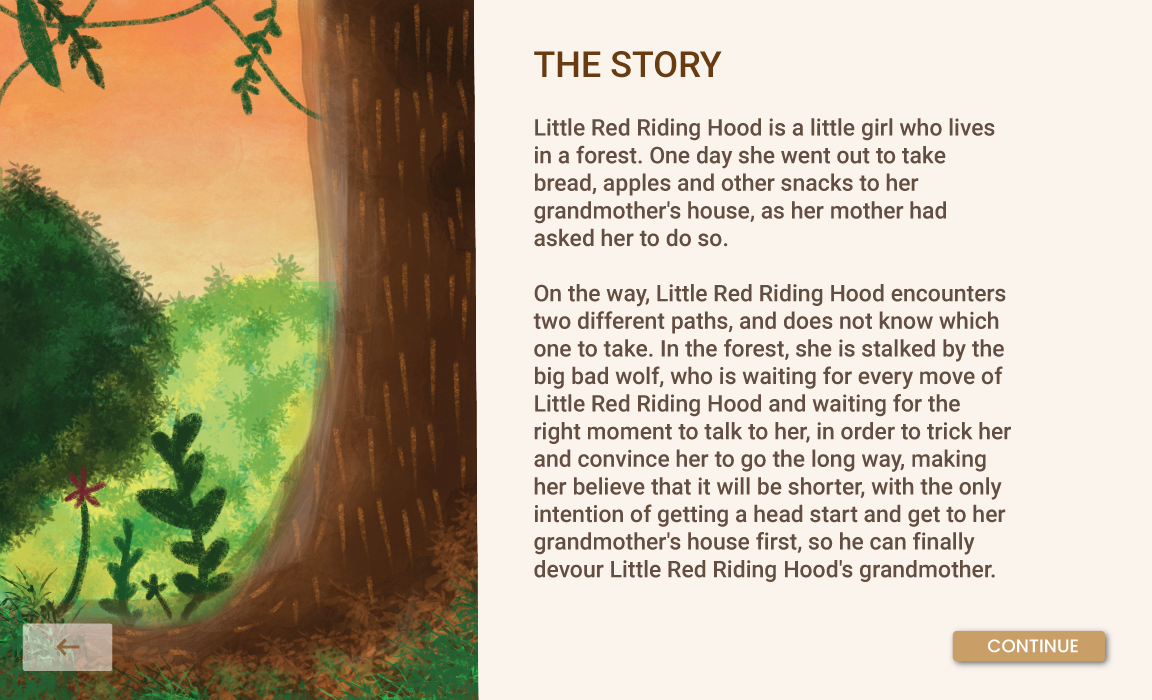 THE STORY
Little Red Riding Hood is a little girl who lives
in a forest. One day she went out to take
bread, apples and other snacks to her
grandmother's house, as her mother had
asked her to do so.
On the way, Little Red Riding Hood encounters
two different paths, and does not know which
one to take. In the forest, she is stalked by the
big bad wolf, who is waiting for every move of
Little Red Riding Hood and waiting for the
right moment to talk to her, in order to trick her
and convince her to go the long way, making
her believe that it will be shorter, with the only
intention of getting a head start and get to her
grandmother's house first, so he can finally
devour Little Red Riding Hood's grandmother.
CONTINUE